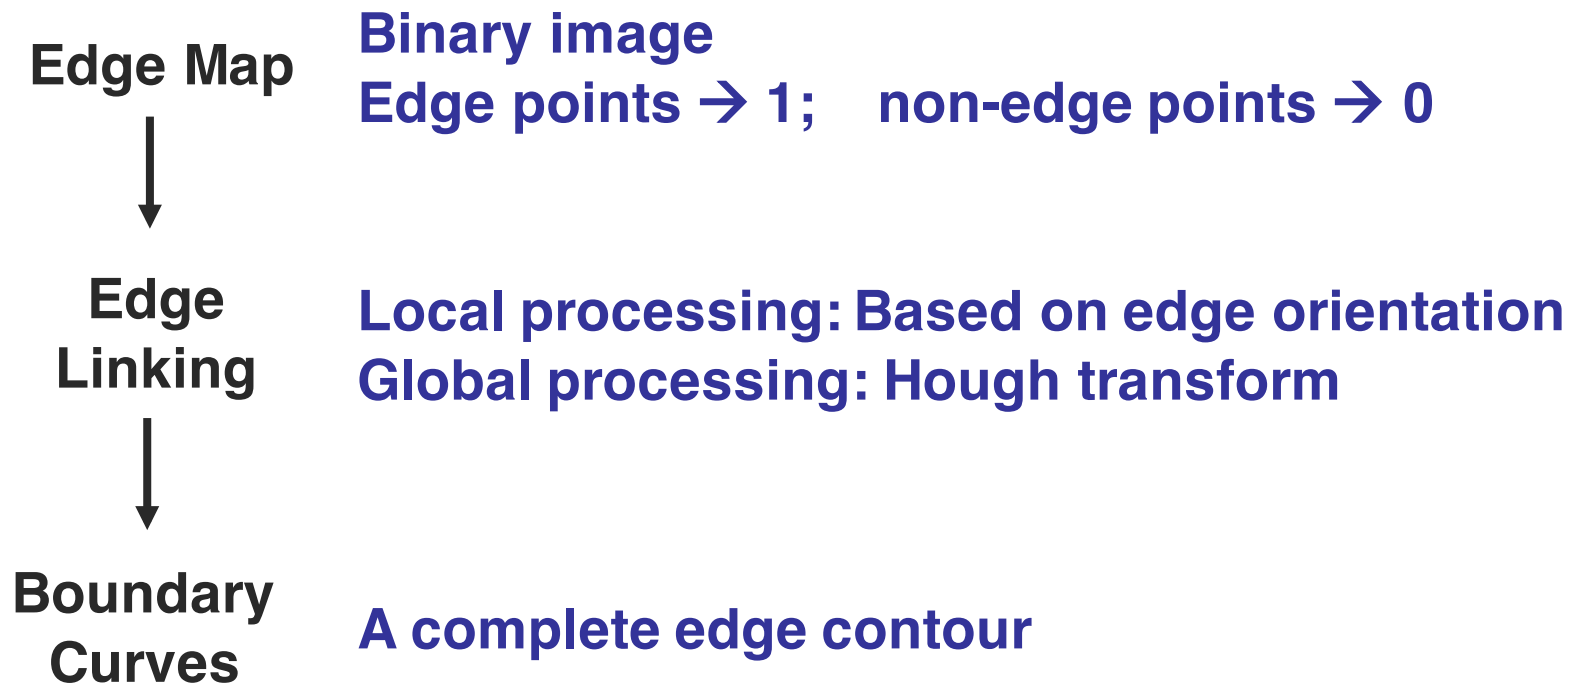 Edge Map
Binary image
Edge points → 1; non-edge points → 0
Edge
Linking
Local processing: Based on edge orientation
Global processing: Hough transform
Boundary
Curves
A complete edge contour